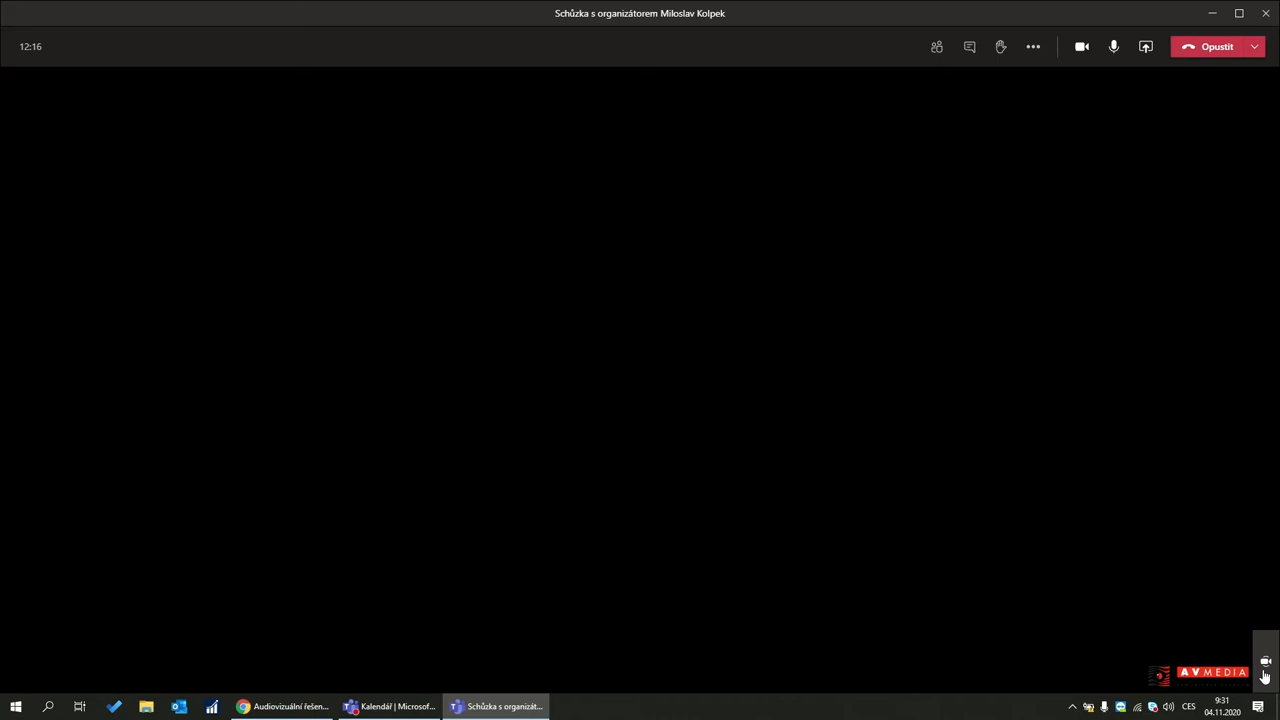 Schůzka s organizátorem Miloslav Kolpek
12:16
Opustit
AVMEDIA
Audiovizuální řešen...
Kalendář | Microsof...
Schůzka s organizát...
CES
9:31
04.11.2020